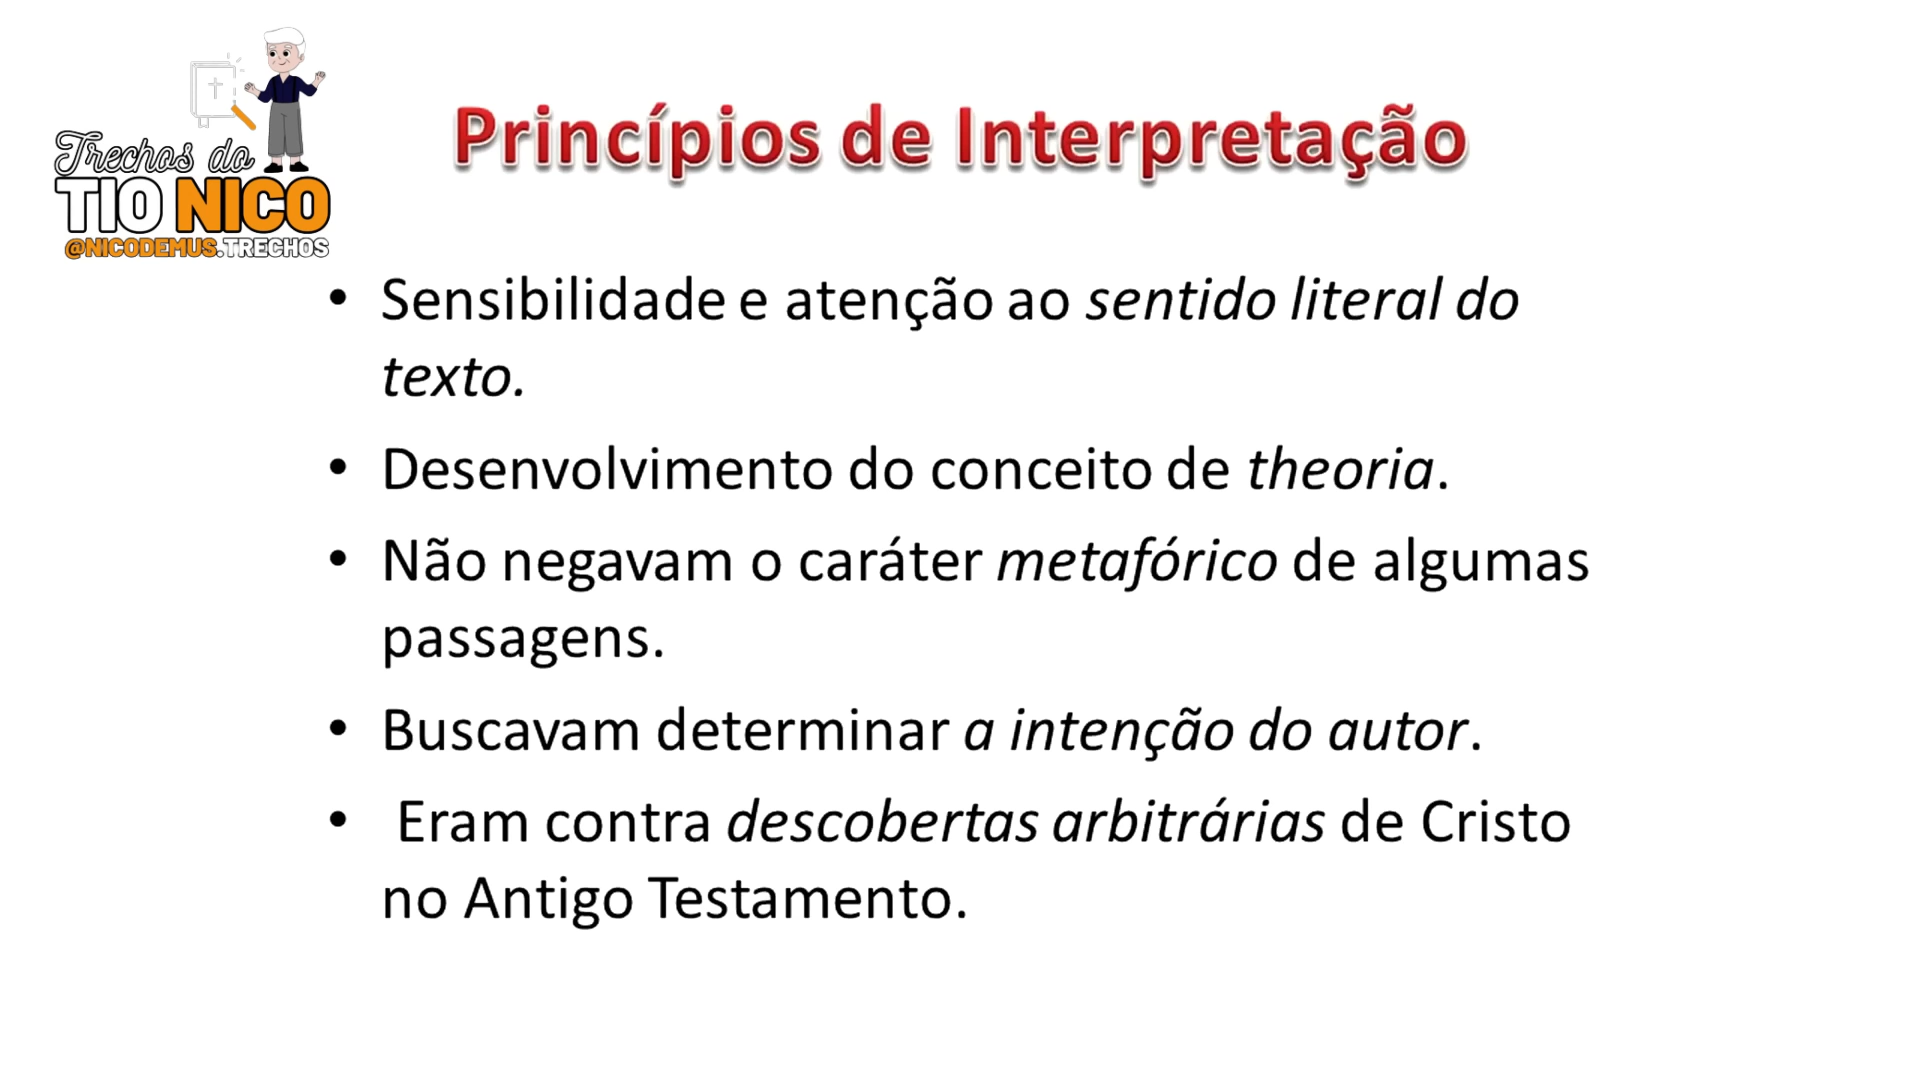 Trechos do
TIO NICO
@NICODEMUS.TRECHOS
Princípios de Interpretação
• Sensibilidade e atenção ao sentido literal do
texto.
• Desenvolvimento do conceito de theoria.
• Não negavam o caráter metafórico de algumas
passagens.
• Buscavam determinar a intenção do autor.
• Eram contra descobertas arbitrárias de Cristo
no Antigo Testamento.